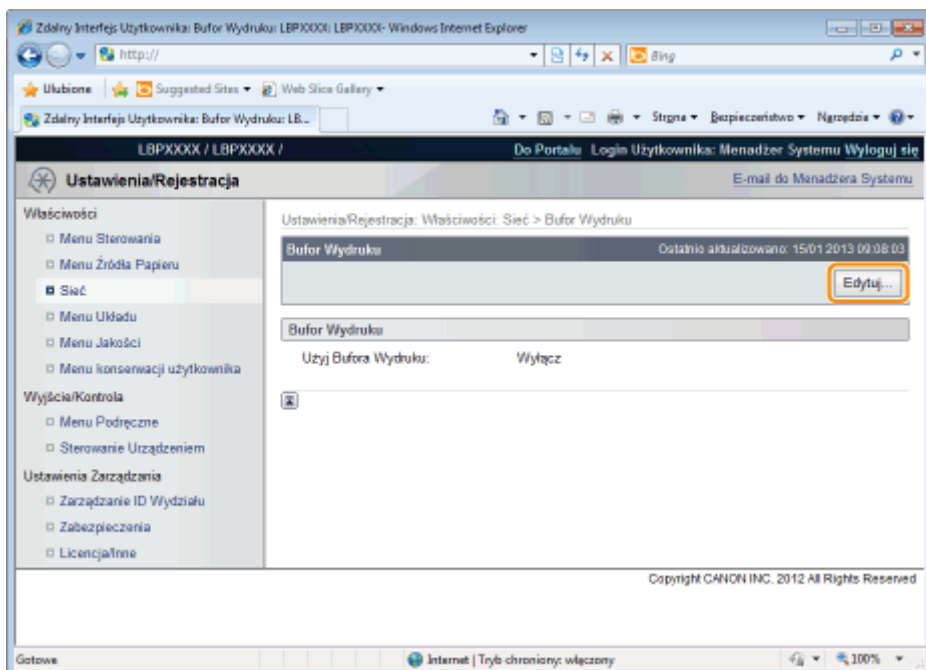 Zdalny Interfejs Użytkownika: Bufor Wydruku: LBPXXXX: LBPXXXX- Windows Internet Explorer
http://
Bing
Ulubione Suggested Sites Web Slice Gallery
Zdalny Interfejs Użytkownika: Bufor Wydruku: LB... Strona Bezpieczeństwo Narzędzia
LBPXXXX / LBPXXXX / Do Portalu Login Użytkownika: Menadżer Systemu Wyloguj się
Ustawienia/Rejestracja E-mail do Menadżera Systemu
Właściwości
Menu Sterowania
Menu Źródła Papieru
Sieć
Menu Układu
Menu Jakości
Menu konserwacji użytkownika
Wyjście/Kontrola
Menu Podręczne
Sterowanie Urządzeniem
Ustawienia Zarządzania
Zarządzanie ID Wydziału
Zabezpieczenia
Licencja/Inne
Ustawienia/Rejestracja: Właściwości: Sieć > Bufor Wydruku
Bufor Wydruku Ostatnio aktualizowano: 15/01 2013 09:08:03
Edytuj...
Bufor Wydruku
Użyj Bufora Wydruku: Wyłącz
Copyright CANON INC. 2012 All Rights Reserved
Gotowe Internet | Tryb chroniony: włączony 100%